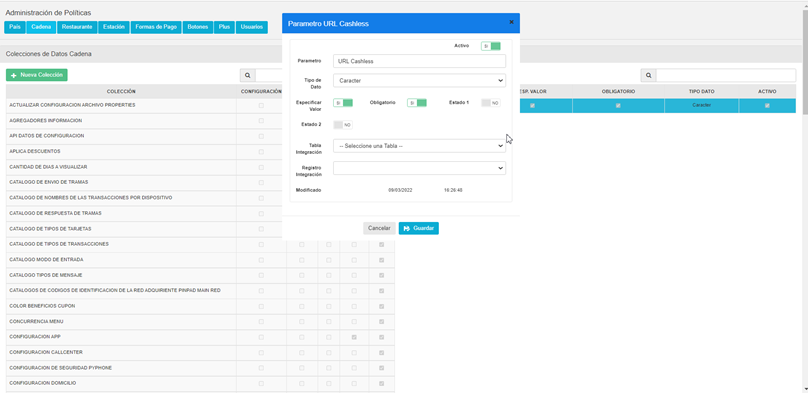 Administración de Políticas
País
Cadena
Restaurante
Estación
Formas de Pago
Botones
Plus
Usuarios
Colecciones de Datos Cadena
+ Nueva Colección
COLECCIÓN
CONFIGURACIÓN
ACTUALIZAR CONFIGURACION ARCHIVO PROPERTIES
AGREGADORES INFORMACION
API DATOS DE CONFIGURACION
APLICA DESCUENTOS
CANTIDAD DE DIAS A VISUALIZAR
CATALOGO DE ENVIO DE TRAMAS
CATALOGO DE NOMBRES DE LAS TRANSACCIONES POR DISPOSITIVO
CATALOGO DE RESPUESTA DE TRAMAS
CATALOGO DE TIPOS DE TARJETAS
CATALOGO DE TIPOS DE TRANSACCIONES
CATALOGO MODO DE ENTRADA
CATALOGO TIPOS DE MENSAJE
CATALOGOS DE CODIGOS DE IDENTIFICACION DE LA RED ADQUIRIENTE PINPAD MAIN RED
COLOR BENEFICIOS CUPON
CONCURRENCIA MENU
CONFIGURACION APP
CONFIGURACION CALLCENTER
CONFIGURACION DE SEGURIDAD PYPHONE
CONFIGURACION DOMICILIO
Parametro URL Cashless
×
Activo
SI
Parametro
URL Cashless
Tipo de Dato
Caracter
Especificar Valor
SI
Obligatorio
SI
Estado 1
NO
Estado 2
NO
Tabla Integración
-- Seleccione una Tabla --
Registro Integración
Modificado
09/03/2022
16:26:48
Cancelar
Guardar
ESP. VALOR
OBLIGATORIO
TIPO DATO
ACTIVO
Caracter